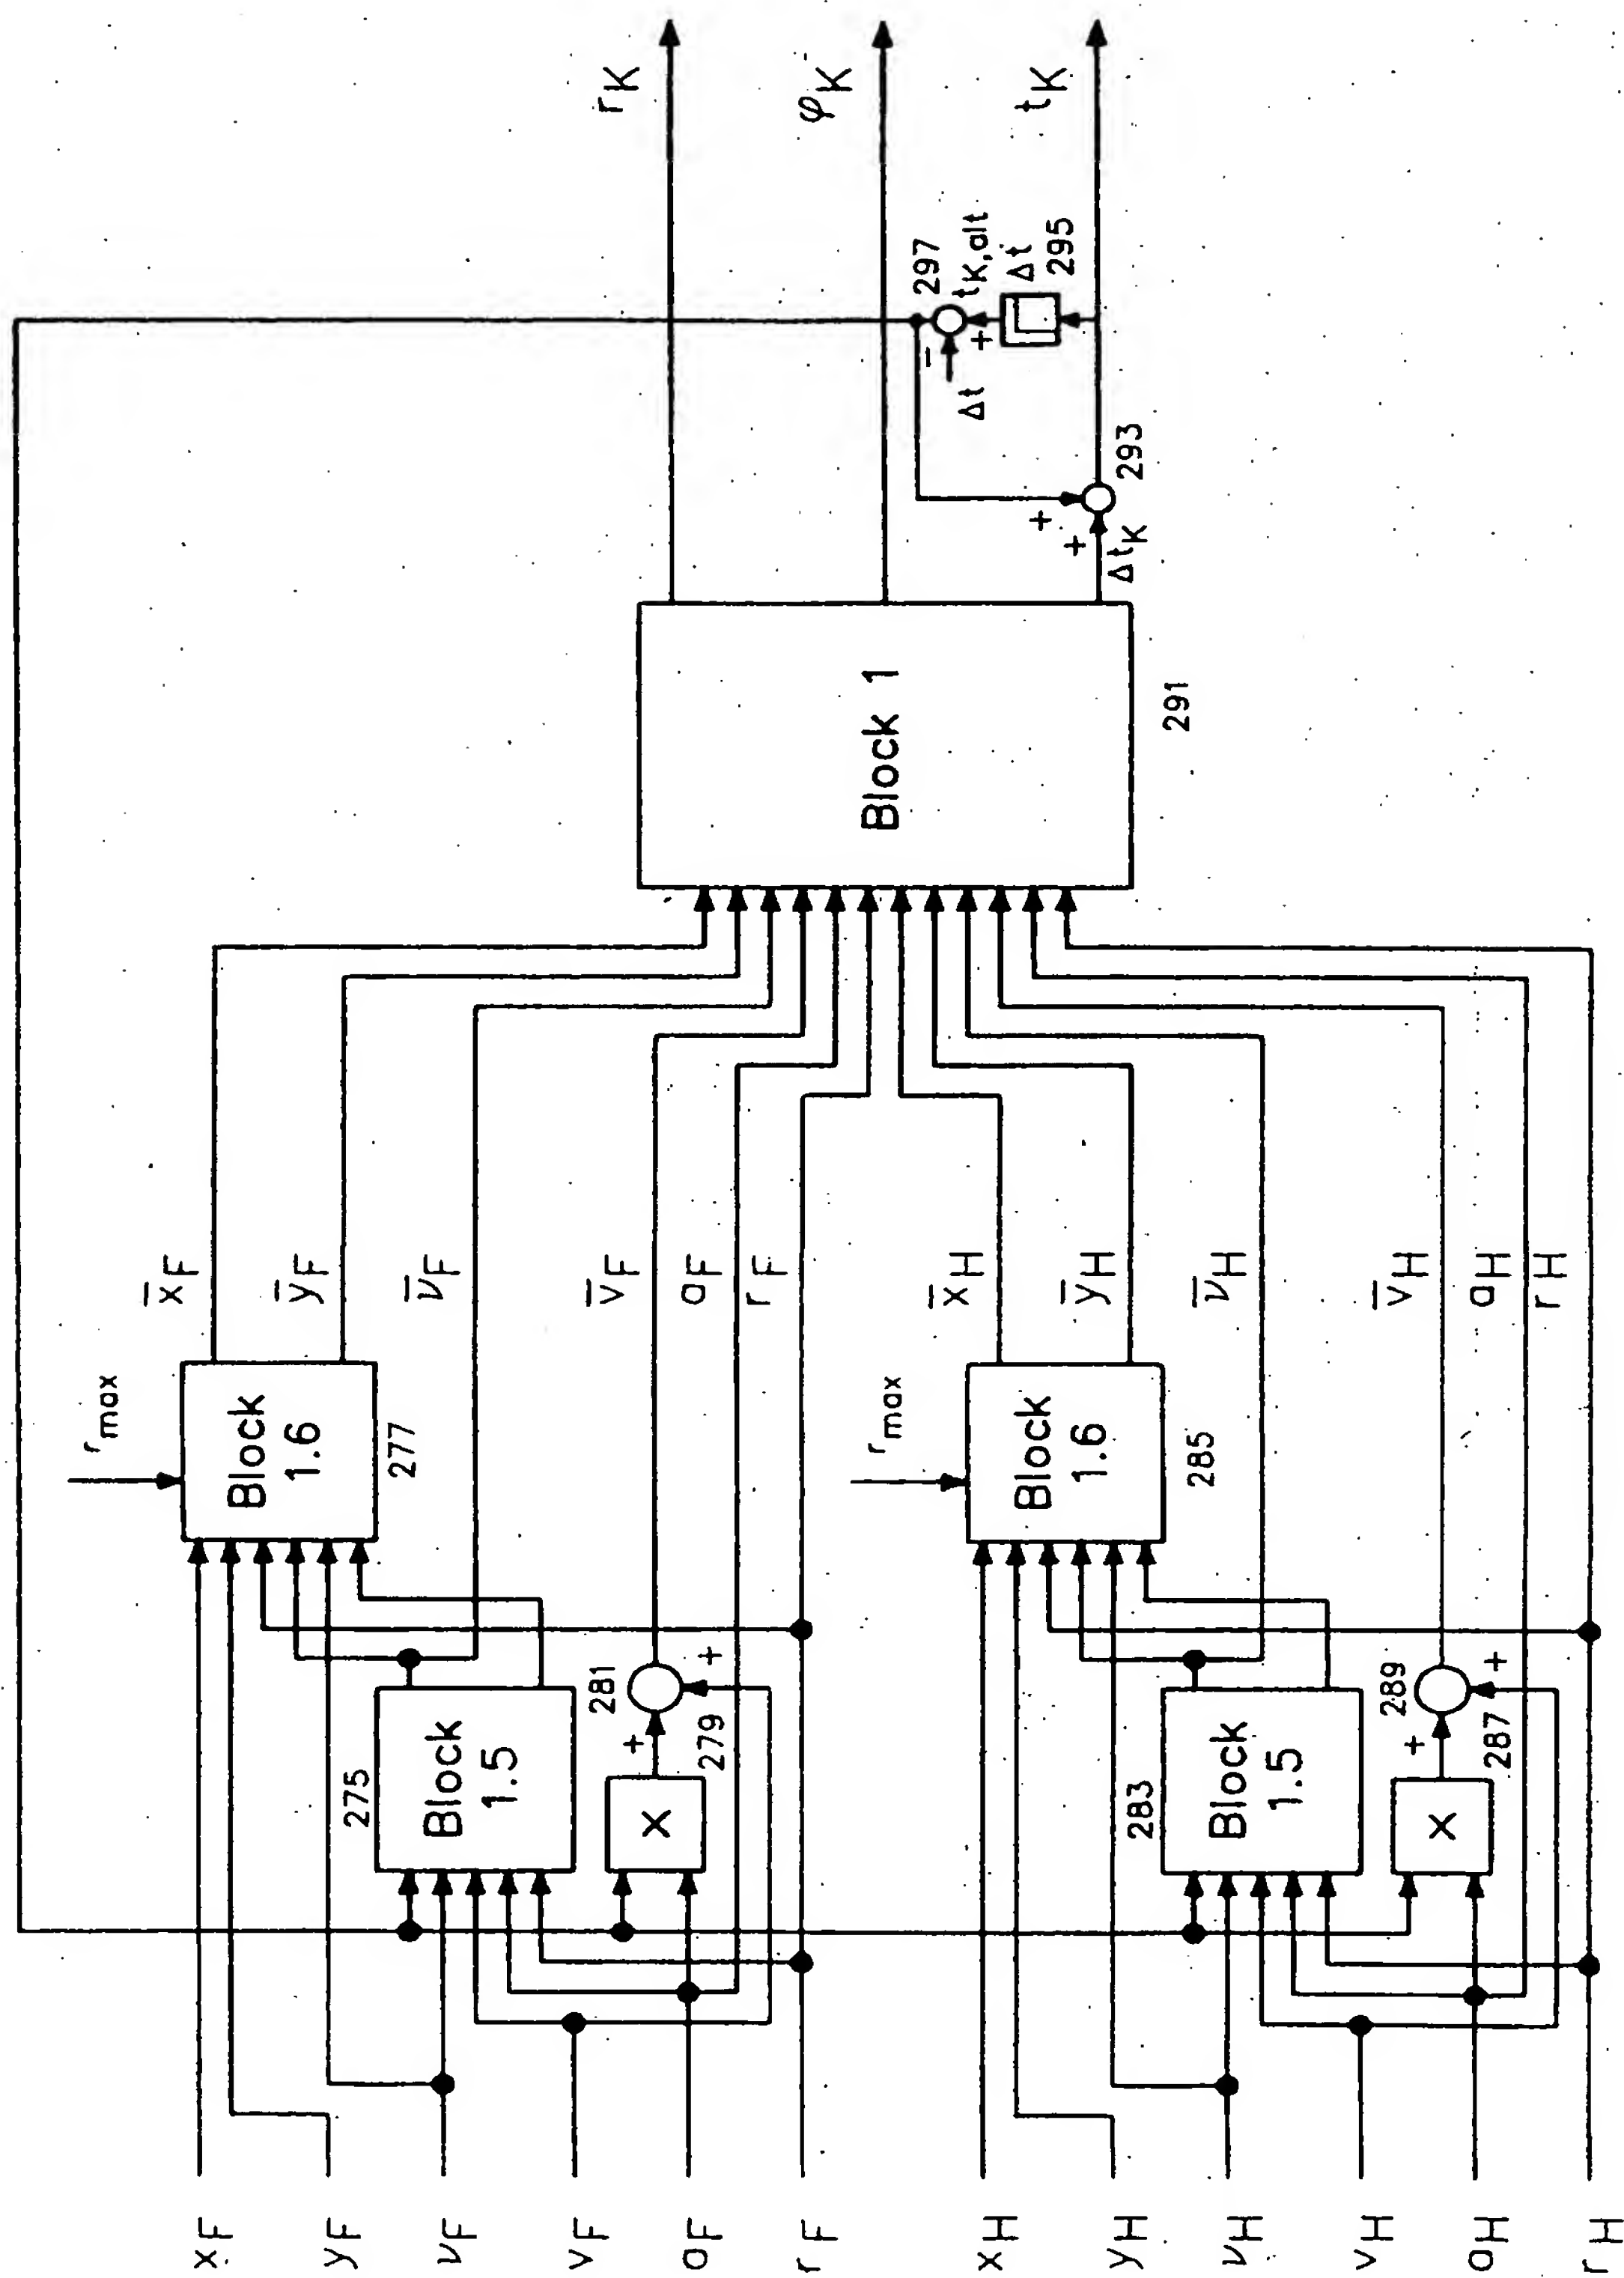 x_F
y_F
ν_F
v_F
a_F
r_F
x_H
y_H
ν_H
v_H
a_H
r_H
275
Block
1.5
281
+
+
X
279
r_max
Block
1.6
277
283
Block
1.5
289
+
+
X
287
r_max
Block
1.6
285
x̄_F
ȳ_F
ν̄_F
v̄_F
a_F
r_F
x̄_H
ȳ_H
ν̄_H
v̄_H
a_H
r_H
Block 1
291
Δt_K
+
+
293
Δt
−
+
297
t_K,alt
Δt
295
r_K
φ_K
t_K